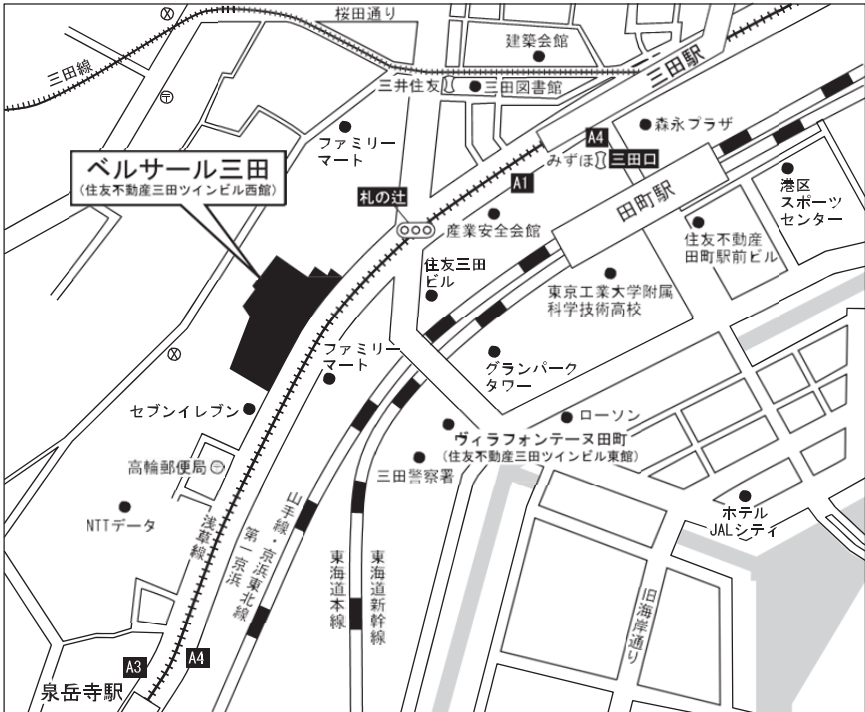 桜田通り
三田線
建築会館
三井住友
三田図書館
三田駅
ファミリー
マート
森永プラザ
A4
みずほ
三田口
A1
ベルサール三田
(住友不動産三田ツインビル西館)
札の辻
産業安全会館
田町駅
港区
スポーツ
センター
住友不動産
田町駅前ビル
住友三田
ビル
東京工業大学附属
科学技術高校
ファミリー
マート
グランパーク
タワー
セブンイレブン
ローソン
ヴィラフォンテーヌ田町
(住友不動産三田ツインビル東館)
三田警察署
高輪郵便局
NTTデータ
ホテル
JALシティ
浅草線
第一京浜
山手線・京浜東北線
東海道本線
東海道新幹線
旧海岸通り
A3
A4
泉岳寺駅